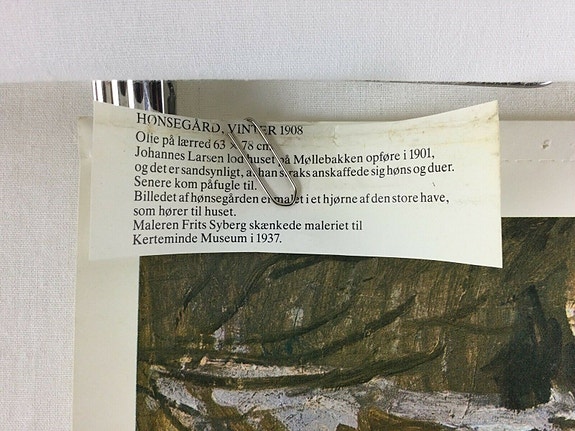 HØNSEGÅRD, VINTER 1908
Olie på lærred 63 × 78 cm
Johannes Larsen lod huset på Møllebakken opføre i 1901,
og det er sandsynligt, at han straks anskaffede sig høns og duer.
Senere kom påfugle til.
Billedet af hønsegården er malet i et hjørne af den store have,
som hører til huset.
Maleren Frits Syberg skænkede maleriet til
Kerteminde Museum i 1937.